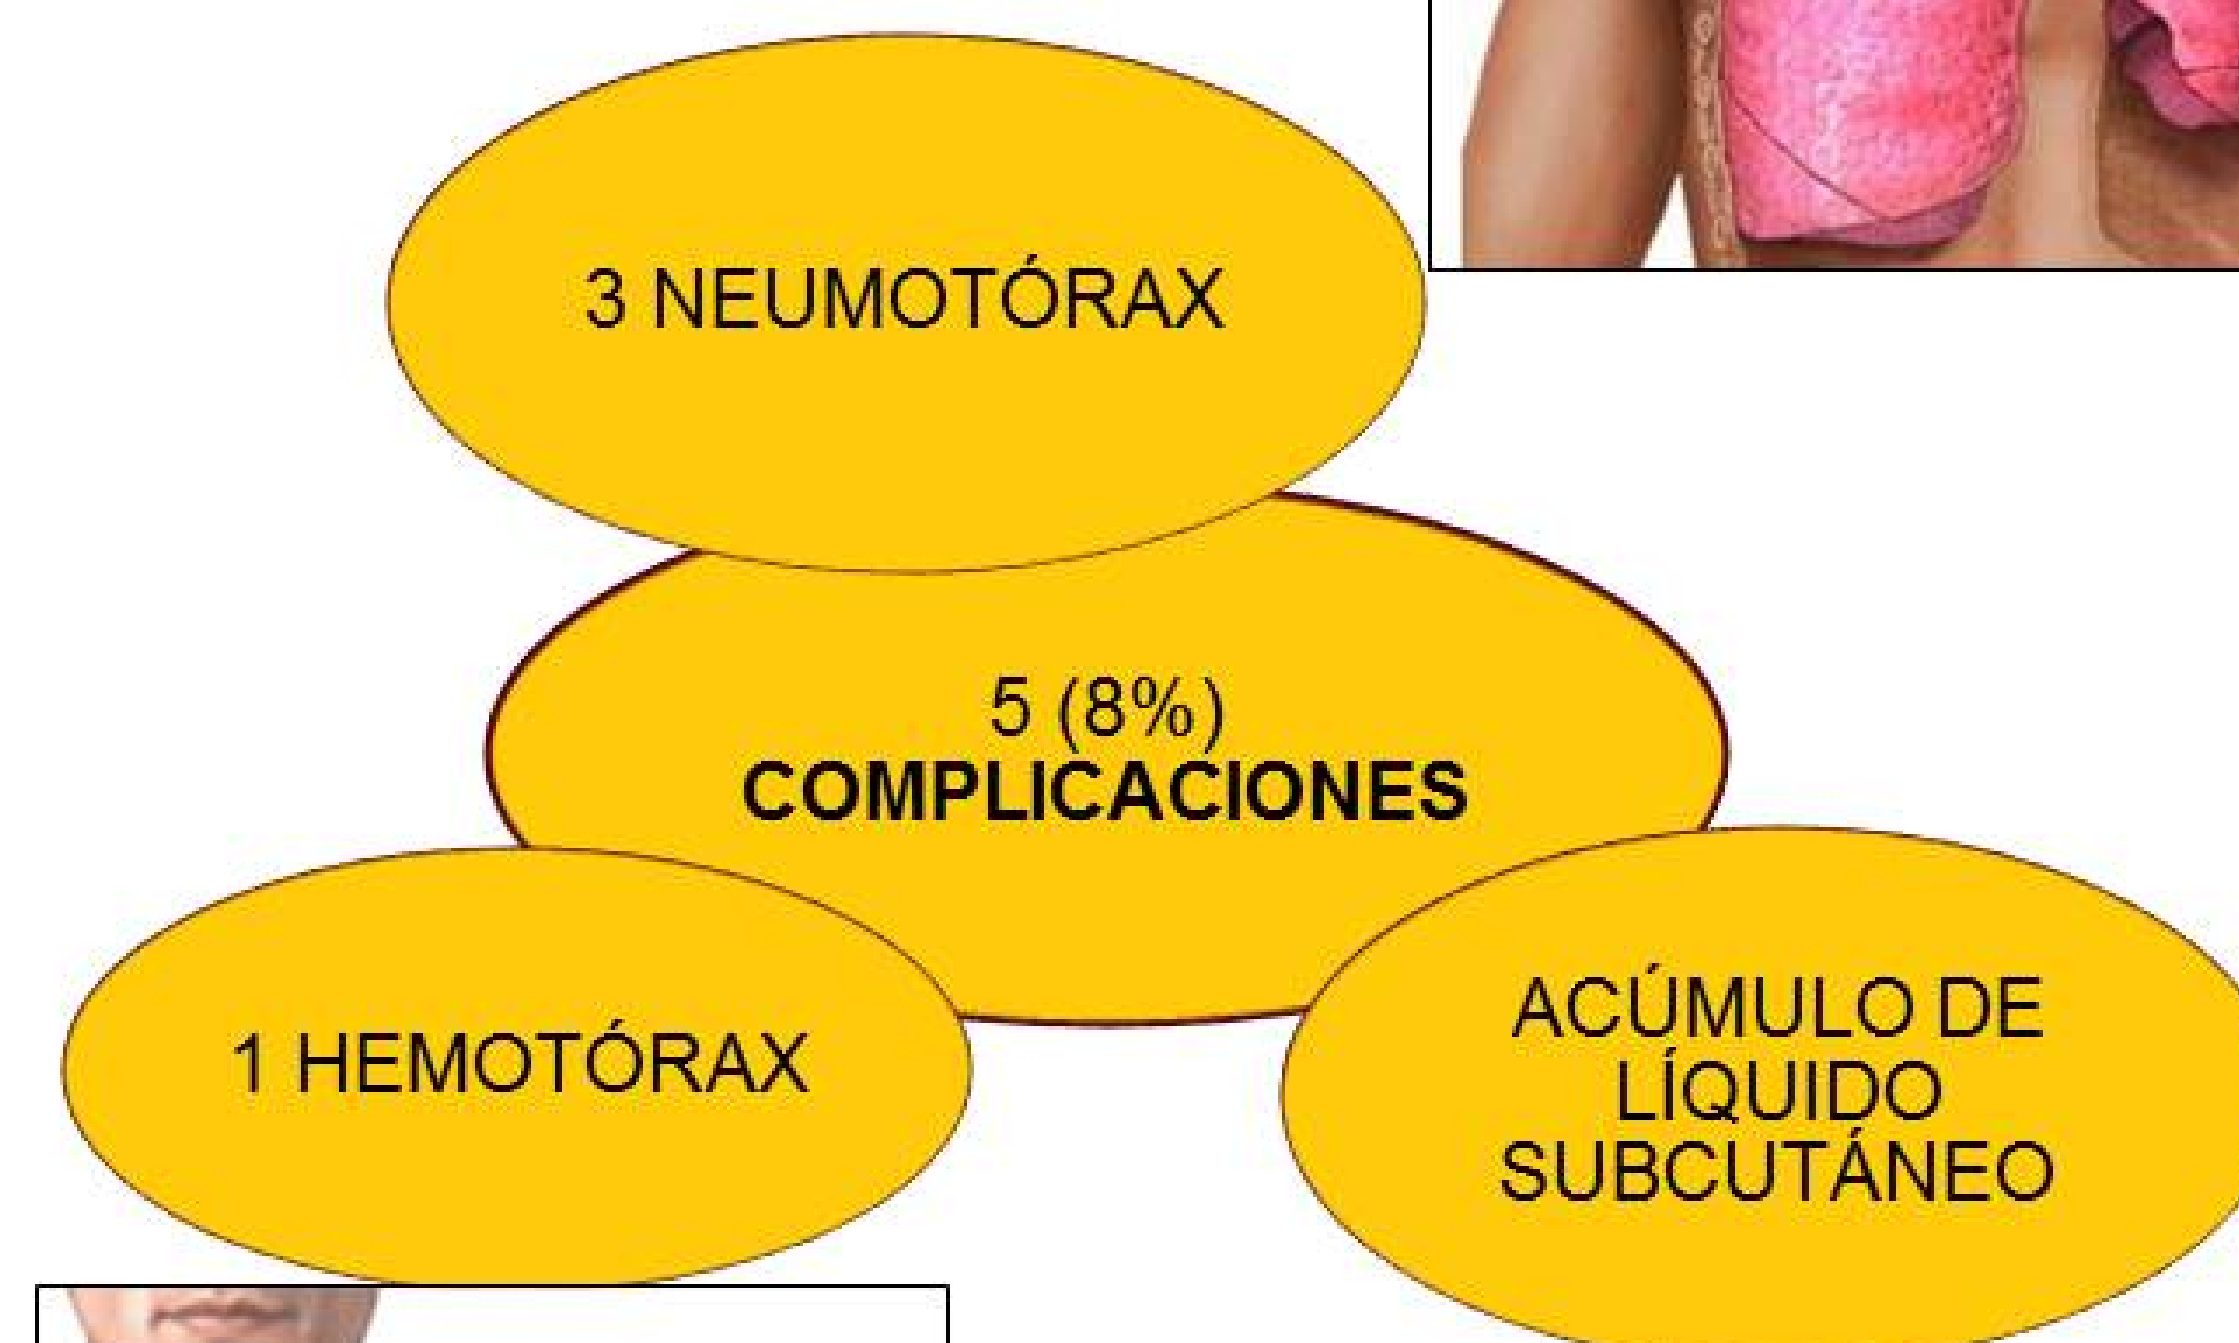 3 NEUMOTÓRAX
5 (8%)
COMPLICACIONES
1 HEMOTÓRAX
ACÚMULO DE
LÍQUIDO
SUBCUTÁNEO